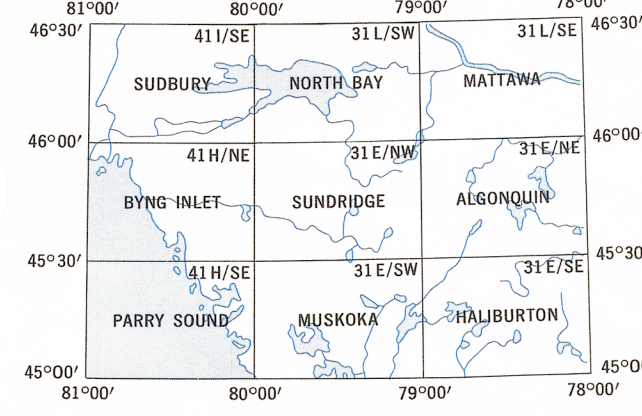 81°00′ 80°00′ 79°00′ 78°00′
46°30′ 46°30′
41 I/SE 31 L/SW 31 L/SE
SUDBURY NORTH BAY MATTAWA
46°00′ 46°00′
41 H/NE 31 E/NW 31 E/NE
BYNG INLET SUNDRIDGE ALGONQUIN
45°30′ 45°30
41 H/SE 31 E/SW 31 E/SE
PARRY SOUND MUSKOKA HALIBURTON
45°00′ 45°0
81°00′ 80°00′ 79°00′ 78°00′